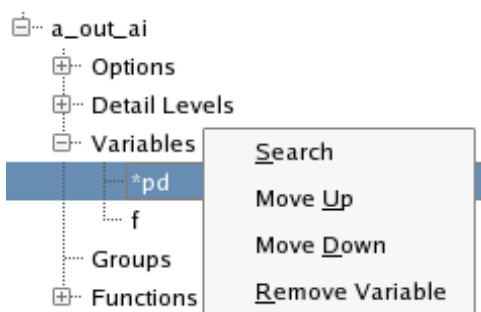 a_out_ai
Options
Detail Levels
Variables
*pd
f
Groups
Functions
Search
Move Up
Move Down
Remove Variable